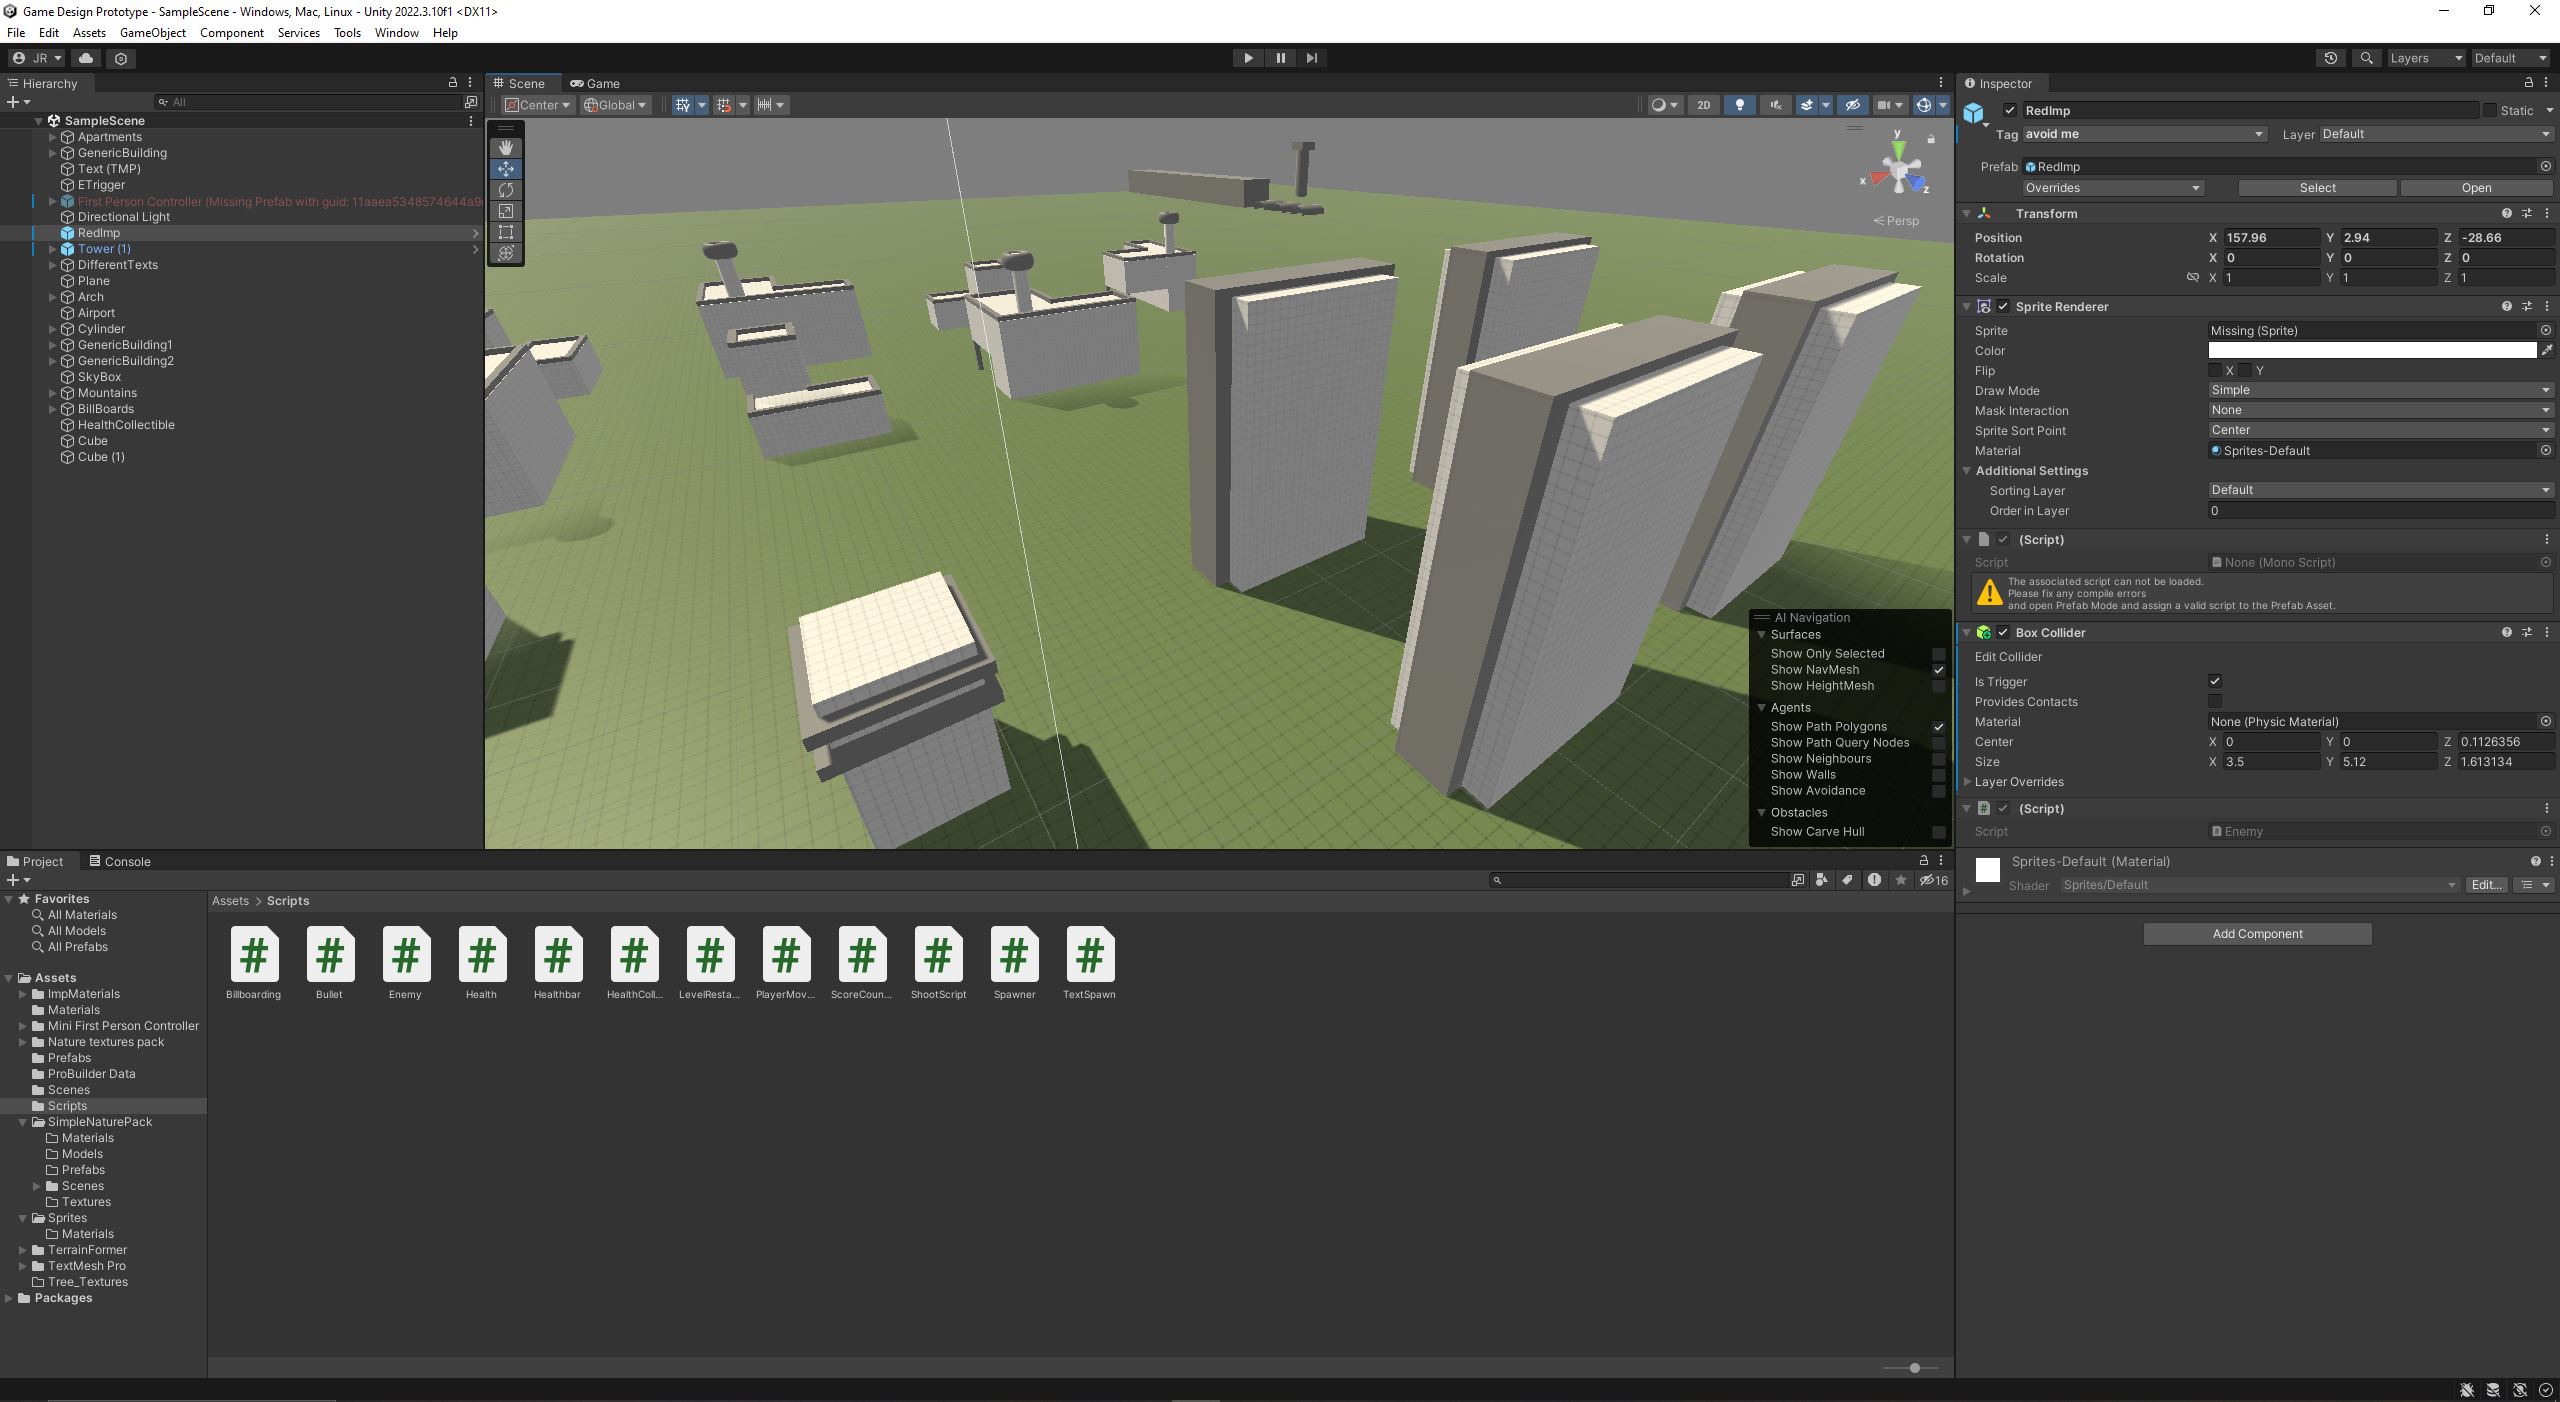 Game Design Prototype - SampleScene - Windows, Mac, Linux - Unity 2022.3.10f1 <DX11>
File Edit Assets GameObject Component Services Tools Window Help
JR
Layers
Default
Hierarchy
All
SampleScene
Apartments
GenericBuilding
Text (TMP)
ETrigger
First Person Controller (Missing Prefab with guid: 11aaea5348574644a9
Directional Light
RedImp
Tower (1)
DifferentTexts
Plane
Arch
Airport
Cylinder
GenericBuilding1
GenericBuilding2
SkyBox
Mountains
BillBoards
HealthCollectible
Cube
Cube (1)
Scene Game
Center Global
2D
y
x
z
< Persp
AI Navigation
Surfaces
Show Only Selected
Show NavMesh
Show HeightMesh
Agents
Show Path Polygons
Show Path Query Nodes
Show Neighbours
Show Walls
Show Avoidance
Obstacles
Show Carve Hull
Inspector
RedImp
Static
Tag avoid me Layer Default
Prefab RedImp
Overrides Select Open
Transform
Position X 157.96 Y 2.94 Z -28.66
Rotation X 0 Y 0 Z 0
Scale X 1 Y 1 Z 1
Sprite Renderer
Sprite Missing (Sprite)
Color
Flip X Y
Draw Mode Simple
Mask Interaction None
Sprite Sort Point Center
Material Sprites-Default
Additional Settings
Sorting Layer Default
Order in Layer 0
(Script)
Script None (Mono Script)
The associated script can not be loaded.
Please fix any compile errors
and open Prefab Mode and assign a valid script to the Prefab Asset.
Box Collider
Edit Collider
Is Trigger
Provides Contacts
Material None (Physic Material)
Center X 0 Y 0 Z 0.1126356
Size X 3.5 Y 5.12 Z 1.613134
Layer Overrides
(Script)
Script Enemy
Sprites-Default (Material)
Shader Sprites/Default Edit...
Add Component
Project Console
16
Favorites
All Materials
All Models
All Prefabs
Assets
ImpMaterials
Materials
Mini First Person Controller
Nature textures pack
Prefabs
ProBuilder Data
Scenes
Scripts
SimpleNaturePack
Materials
Models
Prefabs
Scenes
Textures
Sprites
Materials
TerrainFormer
TextMesh Pro
Tree_Textures
Packages
Assets > Scripts
Billboarding Bullet Enemy Health Healthbar HealthColl... LevelResta... PlayerMov... ScoreCoun... ShootScript Spawner TextSpawn